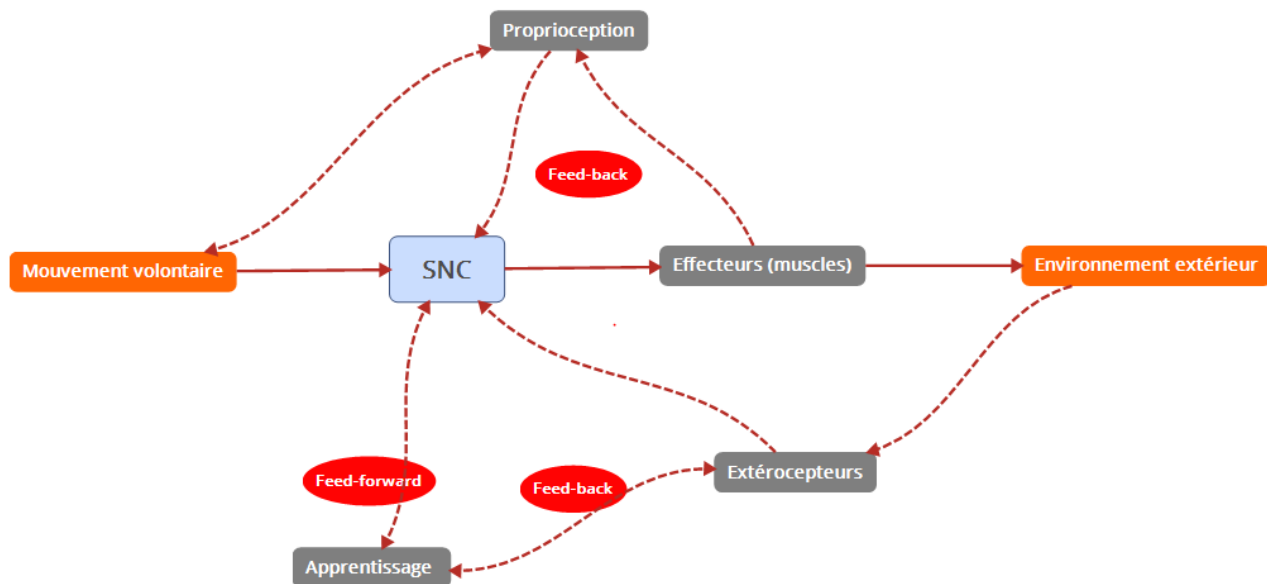 Proprioception
Feed-back
Mouvement volontaire
SNC
Effecteurs (muscles)
Environnement extérieur
Extérocepteurs
Feed-forward
Feed-back
Apprentissage